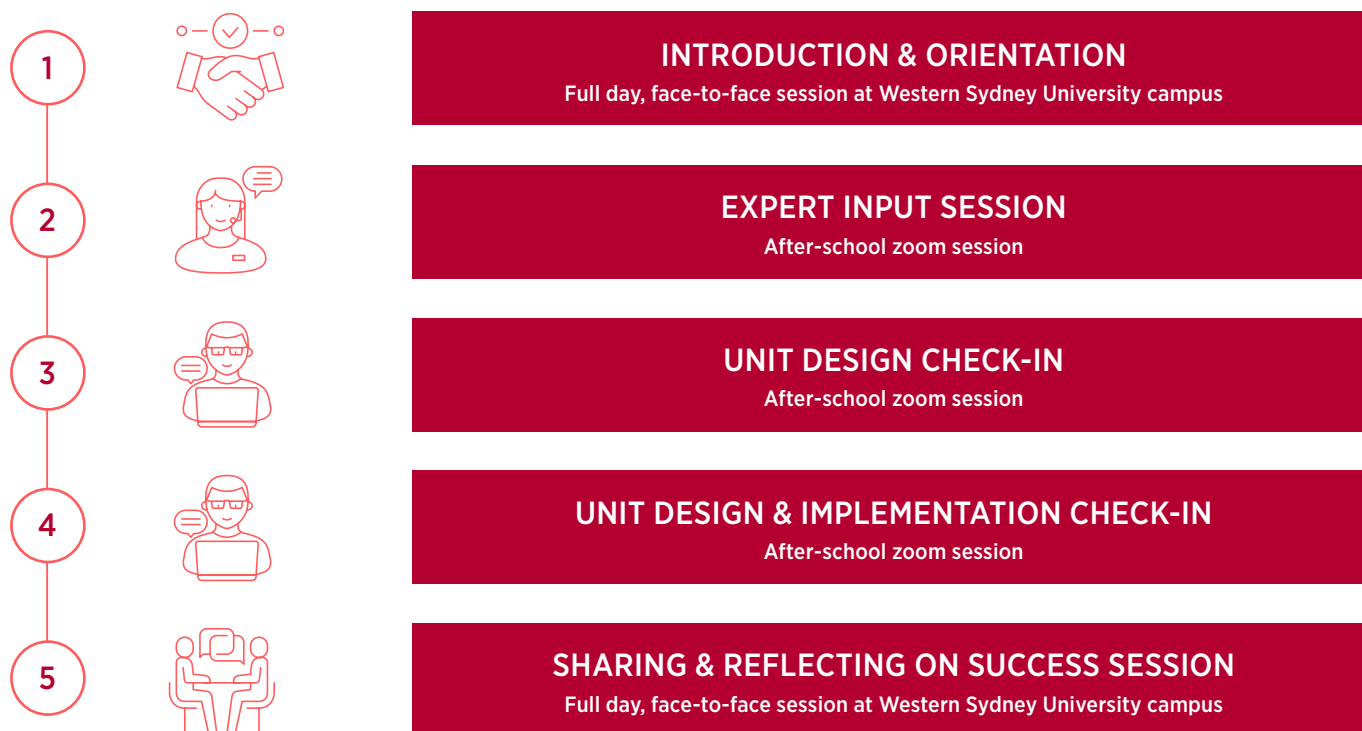 1
INTRODUCTION & ORIENTATION
Full day, face-to-face session at Western Sydney University campus
2
EXPERT INPUT SESSION
After-school zoom session
3
UNIT DESIGN CHECK-IN
After-school zoom session
4
UNIT DESIGN & IMPLEMENTATION CHECK-IN
After-school zoom session
5
SHARING & REFLECTING ON SUCCESS SESSION
Full day, face-to-face session at Western Sydney University campus